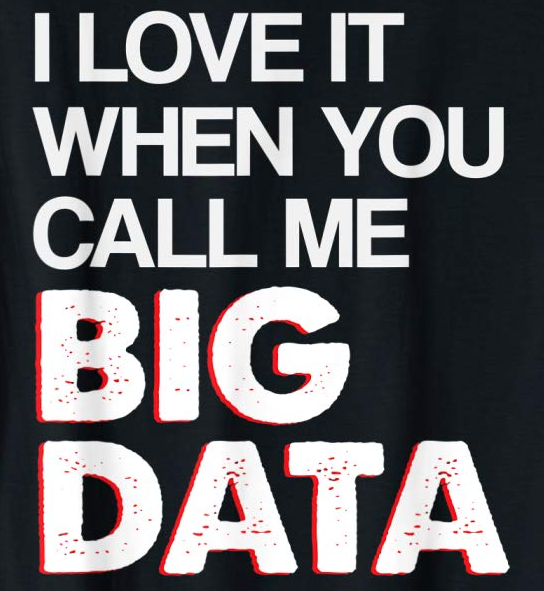 I LOVE IT
WHEN YOU
CALL ME
BIG
DATA